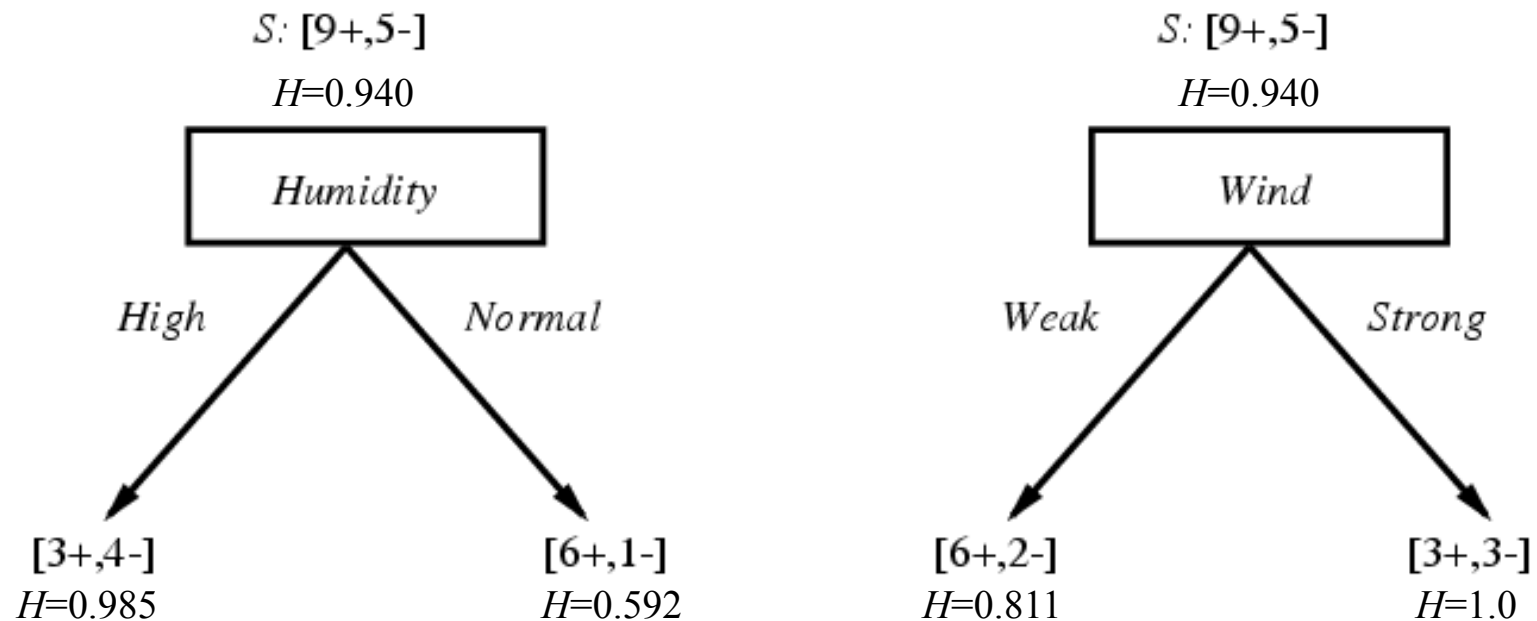 S: [9+,5-]
H=0.940
Humidity
High
Normal
[3+,4-]
H=0.985
[6+,1-]
H=0.592
S: [9+,5-]
H=0.940
Wind
Weak
Strong
[6+,2-]
H=0.811
[3+,3-]
H=1.0